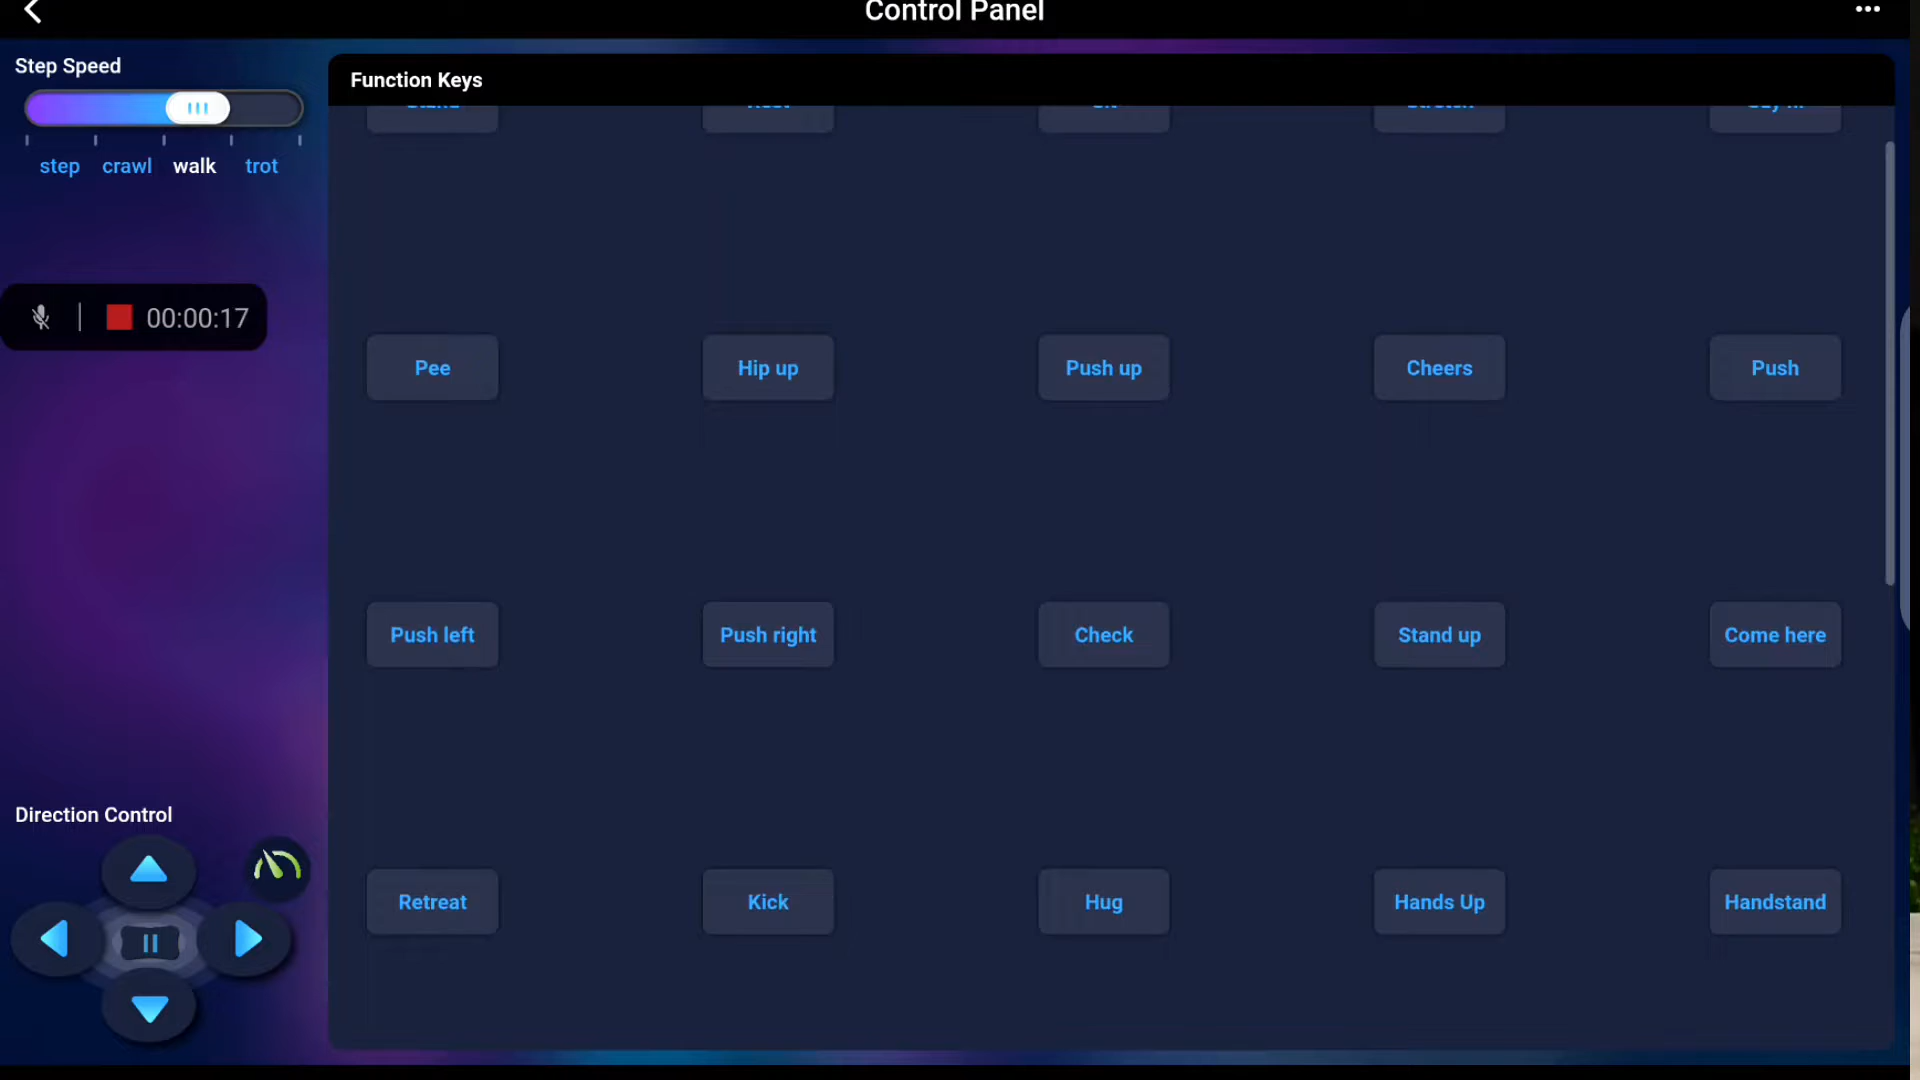 Control Panel
Step Speed
Function Keys
step crawl walk trot
00:00:17
Pee Hip up Push up Cheers Push
Push left Push right Check Stand up Come here
Direction Control
Retreat Kick Hug Hands Up Handstand